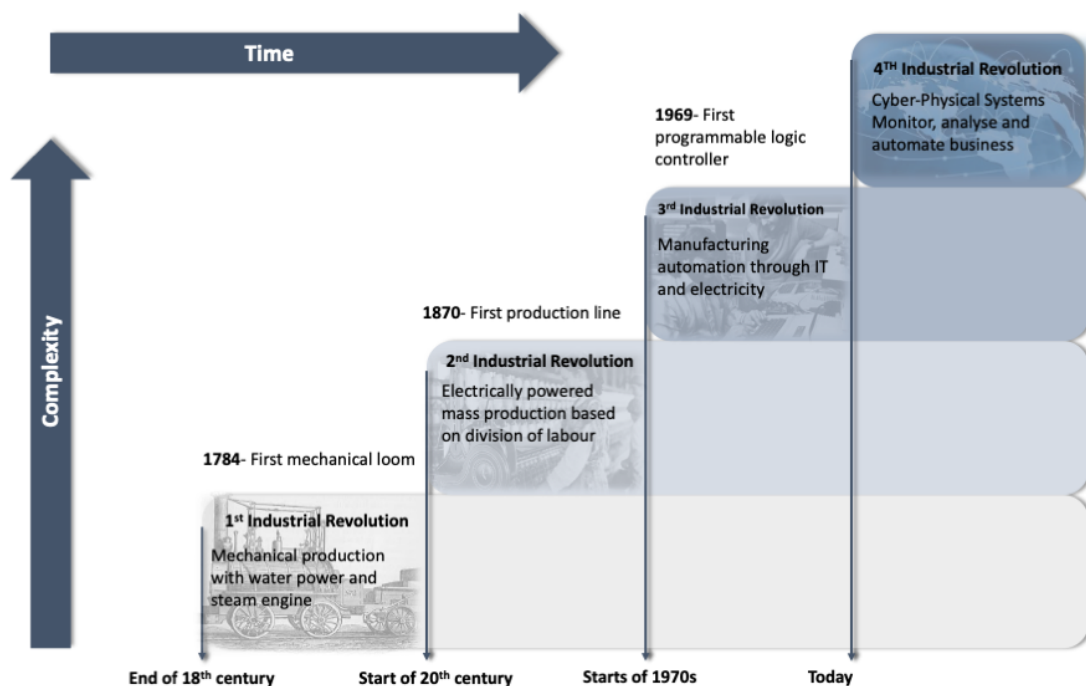 Time
Complexity
4TH Industrial Revolution
Cyber-Physical Systems
Monitor, analyse and
automate business
1969- First
programmable logic
controller
3rd Industrial Revolution
Manufacturing
automation through IT
and electricity
1870- First production line
2nd Industrial Revolution
Electrically powered
mass production based
on division of labour
1784- First mechanical loom
1st Industrial Revolution
Mechanical production
with water power and
steam engine
End of 18th century
Start of 20th century
Starts of 1970s
Today